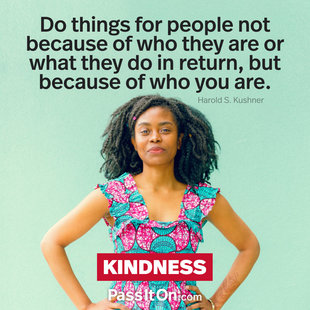 Do things for people not
because of who they are or
what they do in return, but
because of who you are.
Harold S. Kushner
KINDNESS
PassItOn.com